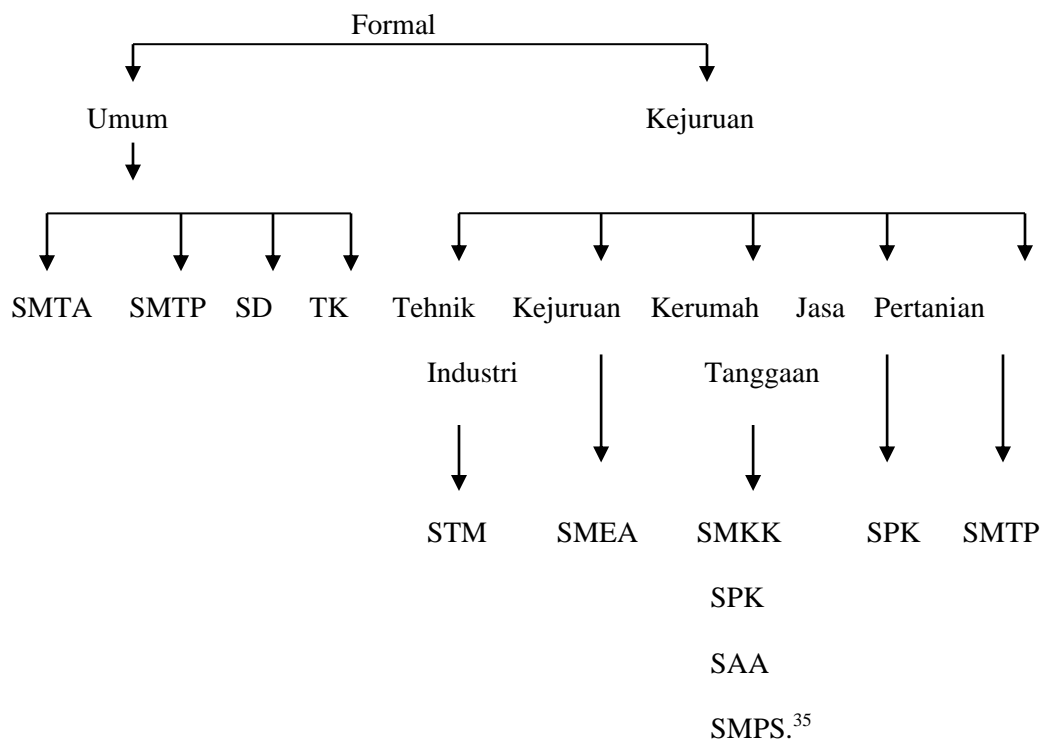 Formal
Umum Kejuruan
SMTA SMTP SD TK Tehnik Kejuruan Kerumah Jasa Pertanian
Industri Tanggaan
STM SMEA SMKK SPK SMTP
SPK
SAA
SMPS.35